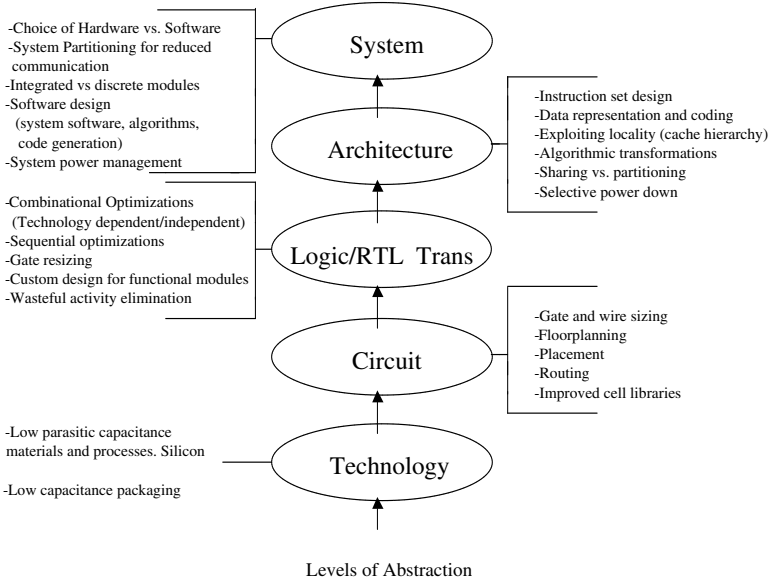 -Choice of Hardware vs. Software
-System Partitioning for reduced
communication
-Integrated vs discrete modules
-Software design
(system software, algorithms,
code generation)
-System power management
System
-Instruction set design
-Data representation and coding
-Exploiting locality (cache hierarchy)
-Algorithmic transformations
-Sharing vs. partitioning
-Selective power down
Architecture
-Combinational Optimizations
(Technology dependent/independent)
-Sequential optimizations
-Gate resizing
-Custom design for functional modules
-Wasteful activity elimination
Logic/RTL Trans
-Gate and wire sizing
-Floorplanning
-Placement
-Routing
-Improved cell libraries
Circuit
-Low parasitic capacitance
materials and processes. Silicon
-Low capacitance packaging
Technology
Levels of Abstraction